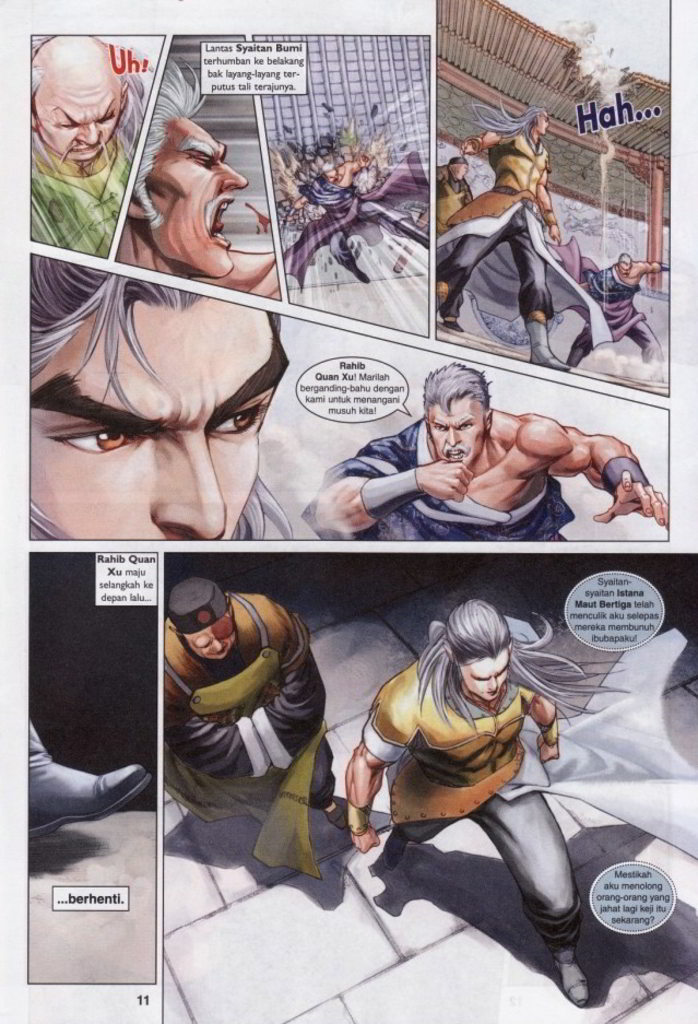 Uh!
Lantas Syaitan Bumi
terhumban ke belakang
bak layang-layang ter-
putus tali terajunya.
Hah...
Rahib
Quan Xu! Marilah
berganding-bahu dengan
kami untuk menangani
musuh kita!
Rahib Quan
Xu maju
selangkah ke
depan lalu...
...berhenti.
Syaitan-
syaitan Istana
Maut Bertiga telah
menculik aku selepas
mereka membunuh
ibubapaku!
Mestikah
aku menolong
orang-orang yang
jahat lagi keji itu
sekarang?
11